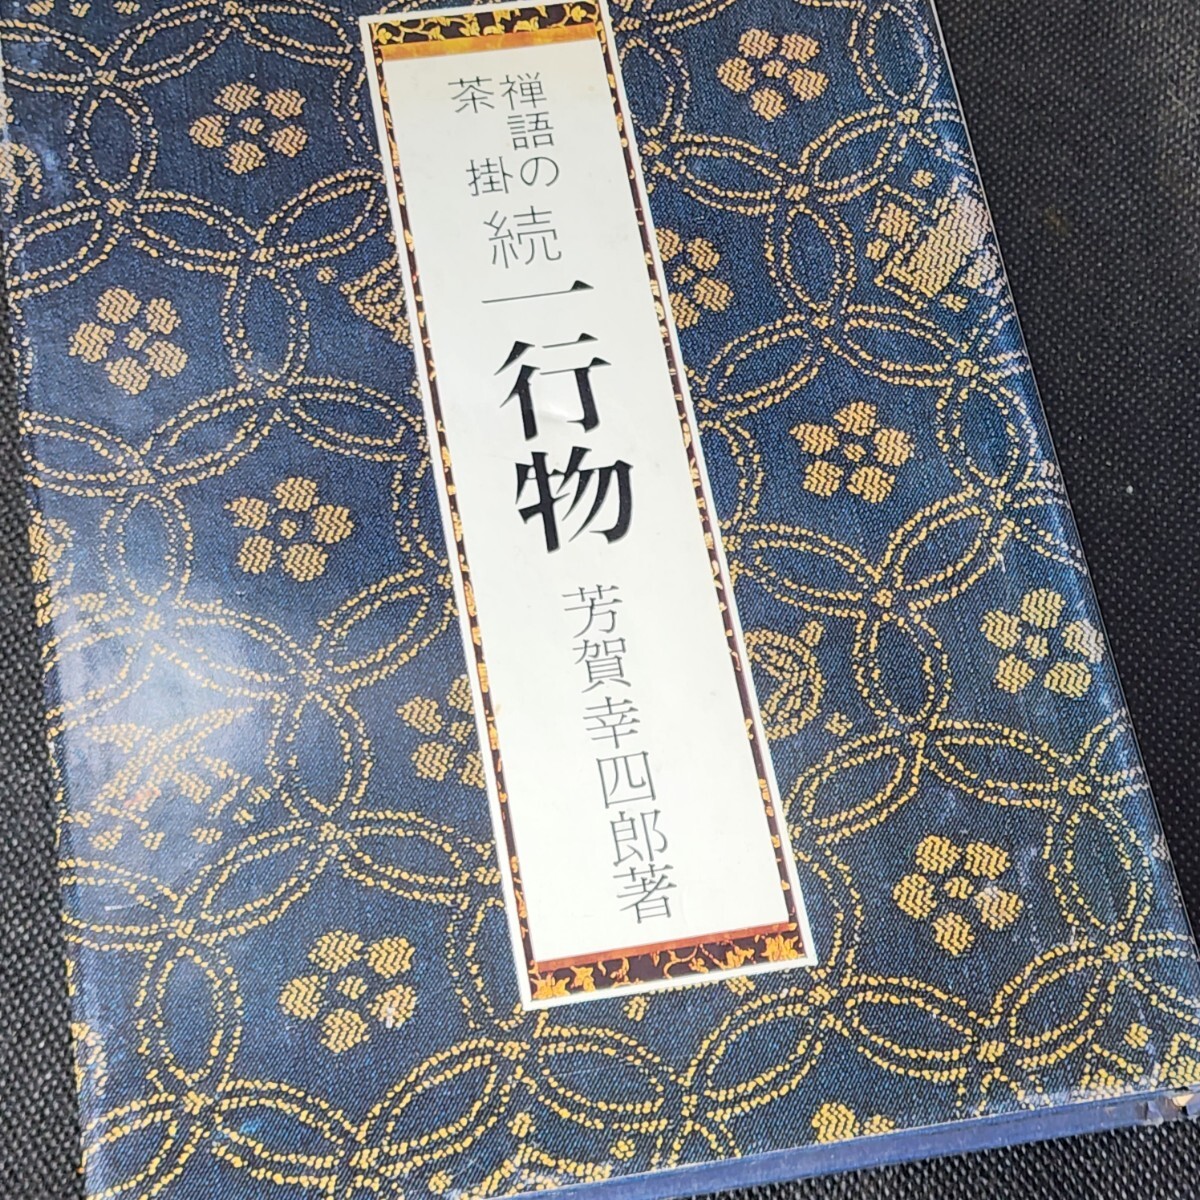 禅語の
茶掛
続一行物
芳賀幸四郎著